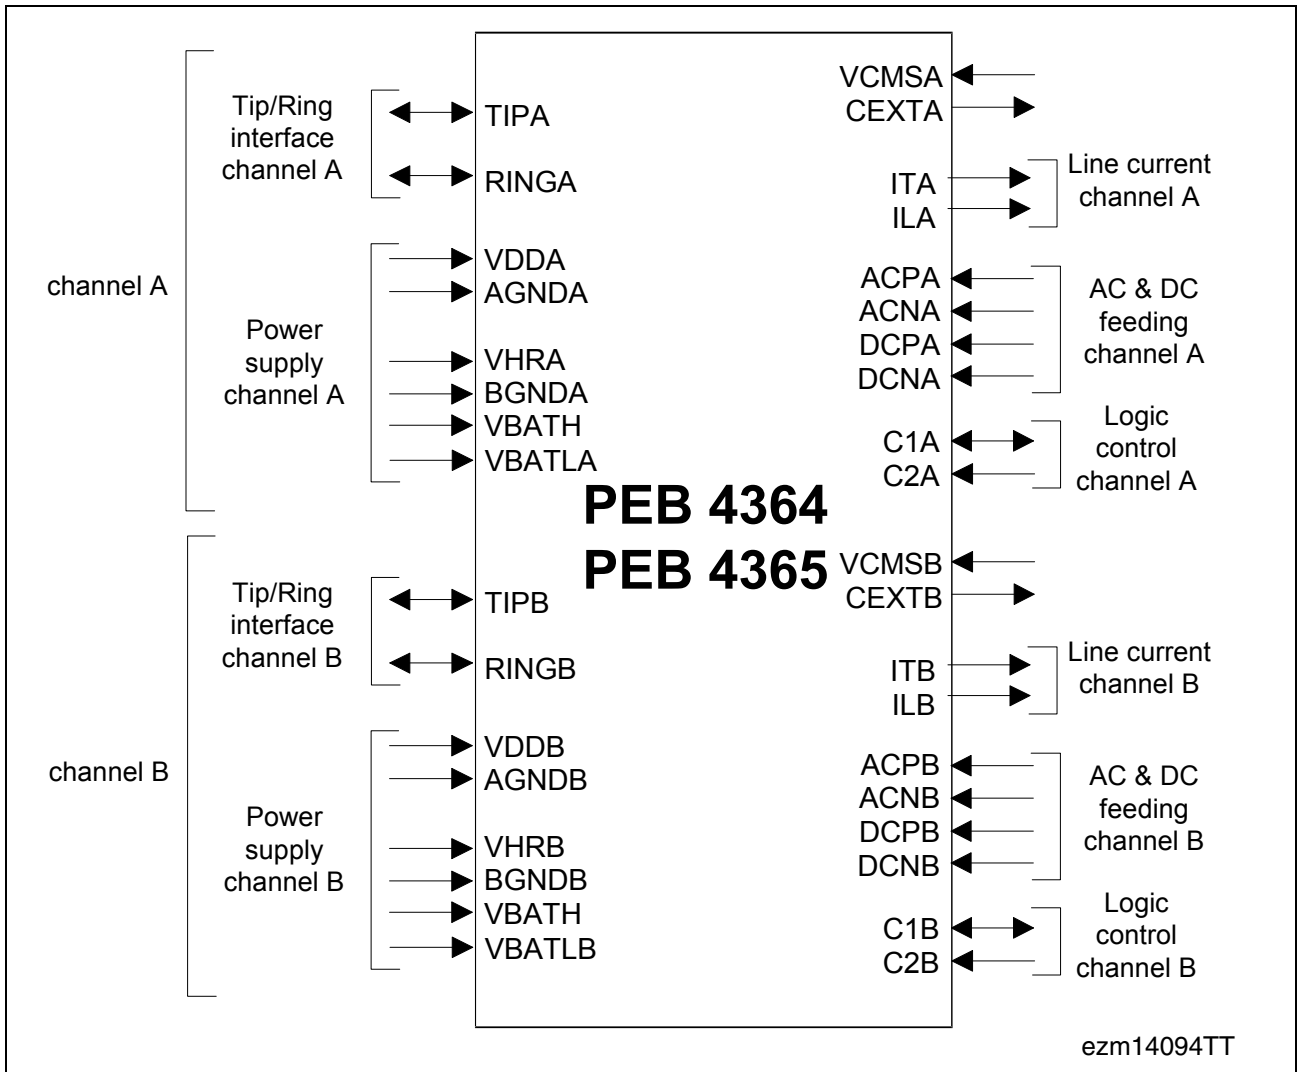 channel A
Tip/Ring
interface
channel A
TIPA
RINGA
Power
supply
channel A
VDDA
AGNDA
VHRA
BGNDA
VBATH
VBATLA
VCMSA
CEXTA
ITA
ILA
Line current
channel A
ACPA
ACNA
DCPA
DCNA
AC & DC
feeding
channel A
C1A
C2A
Logic
control
channel A
PEB 4364
PEB 4365
channel B
Tip/Ring
interface
channel B
TIPB
RINGB
Power
supply
channel B
VDDB
AGNDB
VHRB
BGNDB
VBATH
VBATLB
VCMSB
CEXTB
ITB
ILB
Line current
channel B
ACPB
ACNB
DCPB
DCNB
AC & DC
feeding
channel B
C1B
C2B
Logic
control
channel B
ezm14094TT